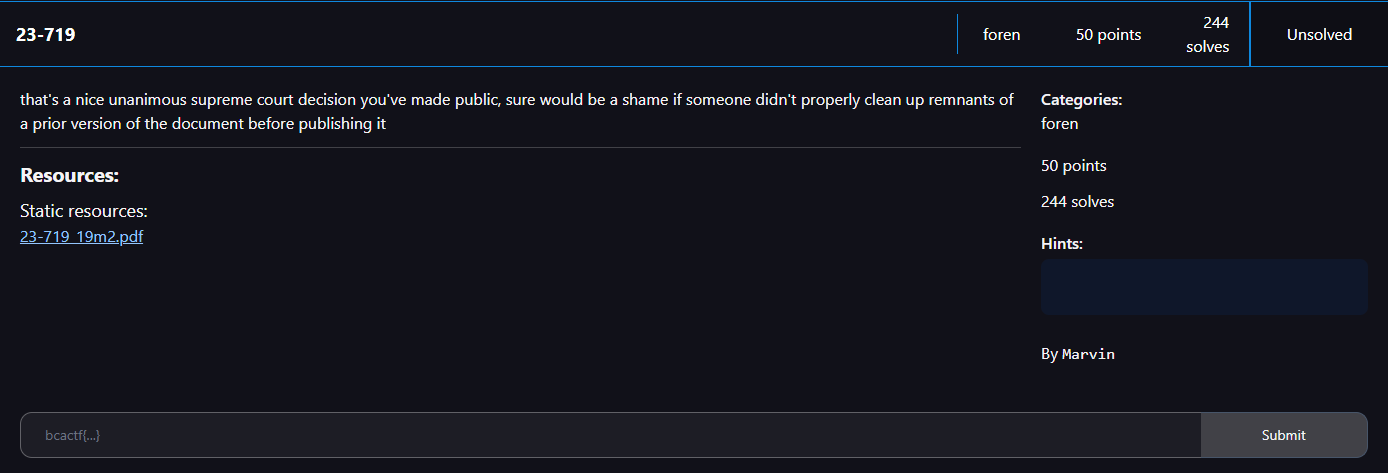 23-719
foren
50 points
244
solves
Unsolved
that's a nice unanimous supreme court decision you've made public, sure would be a shame if someone didn't properly clean up remnants of
a prior version of the document before publishing it
Resources:
Static resources:
23-719_19m2.pdf
Categories:
foren
50 points
244 solves
Hints:
By Marvin
bcactf{...}
Submit